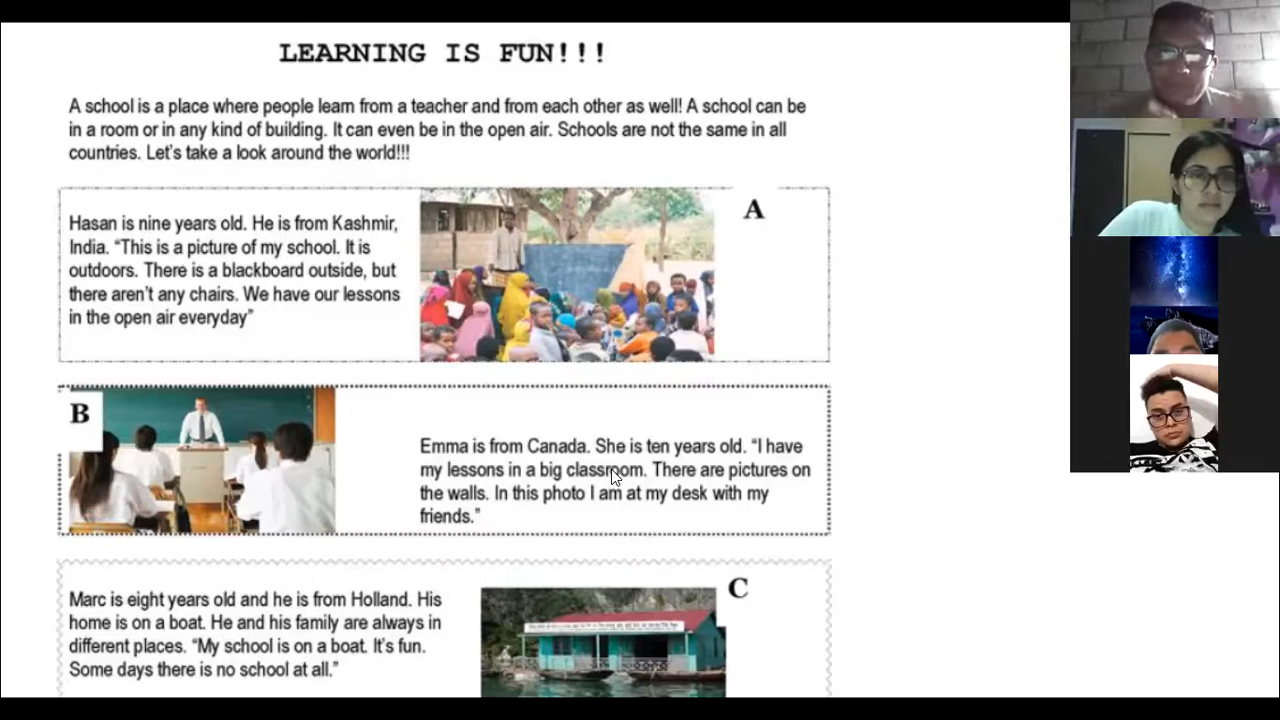 LEARNING IS FUN!!!
A school is a place where people learn from a teacher and from each other as well! A school can be
in a room or in any kind of building. It can even be in the open air. Schools are not the same in all
countries. Let's take a look around the world!!!
A
Hasan is nine years old. He is from Kashmir,
India. “This is a picture of my school. It is
outdoors. There is a blackboard outside, but
there aren't any chairs. We have our lessons
in the open air everyday”
B
Emma is from Canada. She is ten years old. “I have
my lessons in a big classroom. There are pictures on
the walls. In this photo I am at my desk with my
friends.”
C
Marc is eight years old and he is from Holland. His
home is on a boat. He and his family are always in
different places. “My school is on a boat. It's fun.
Some days there is no school at all.”